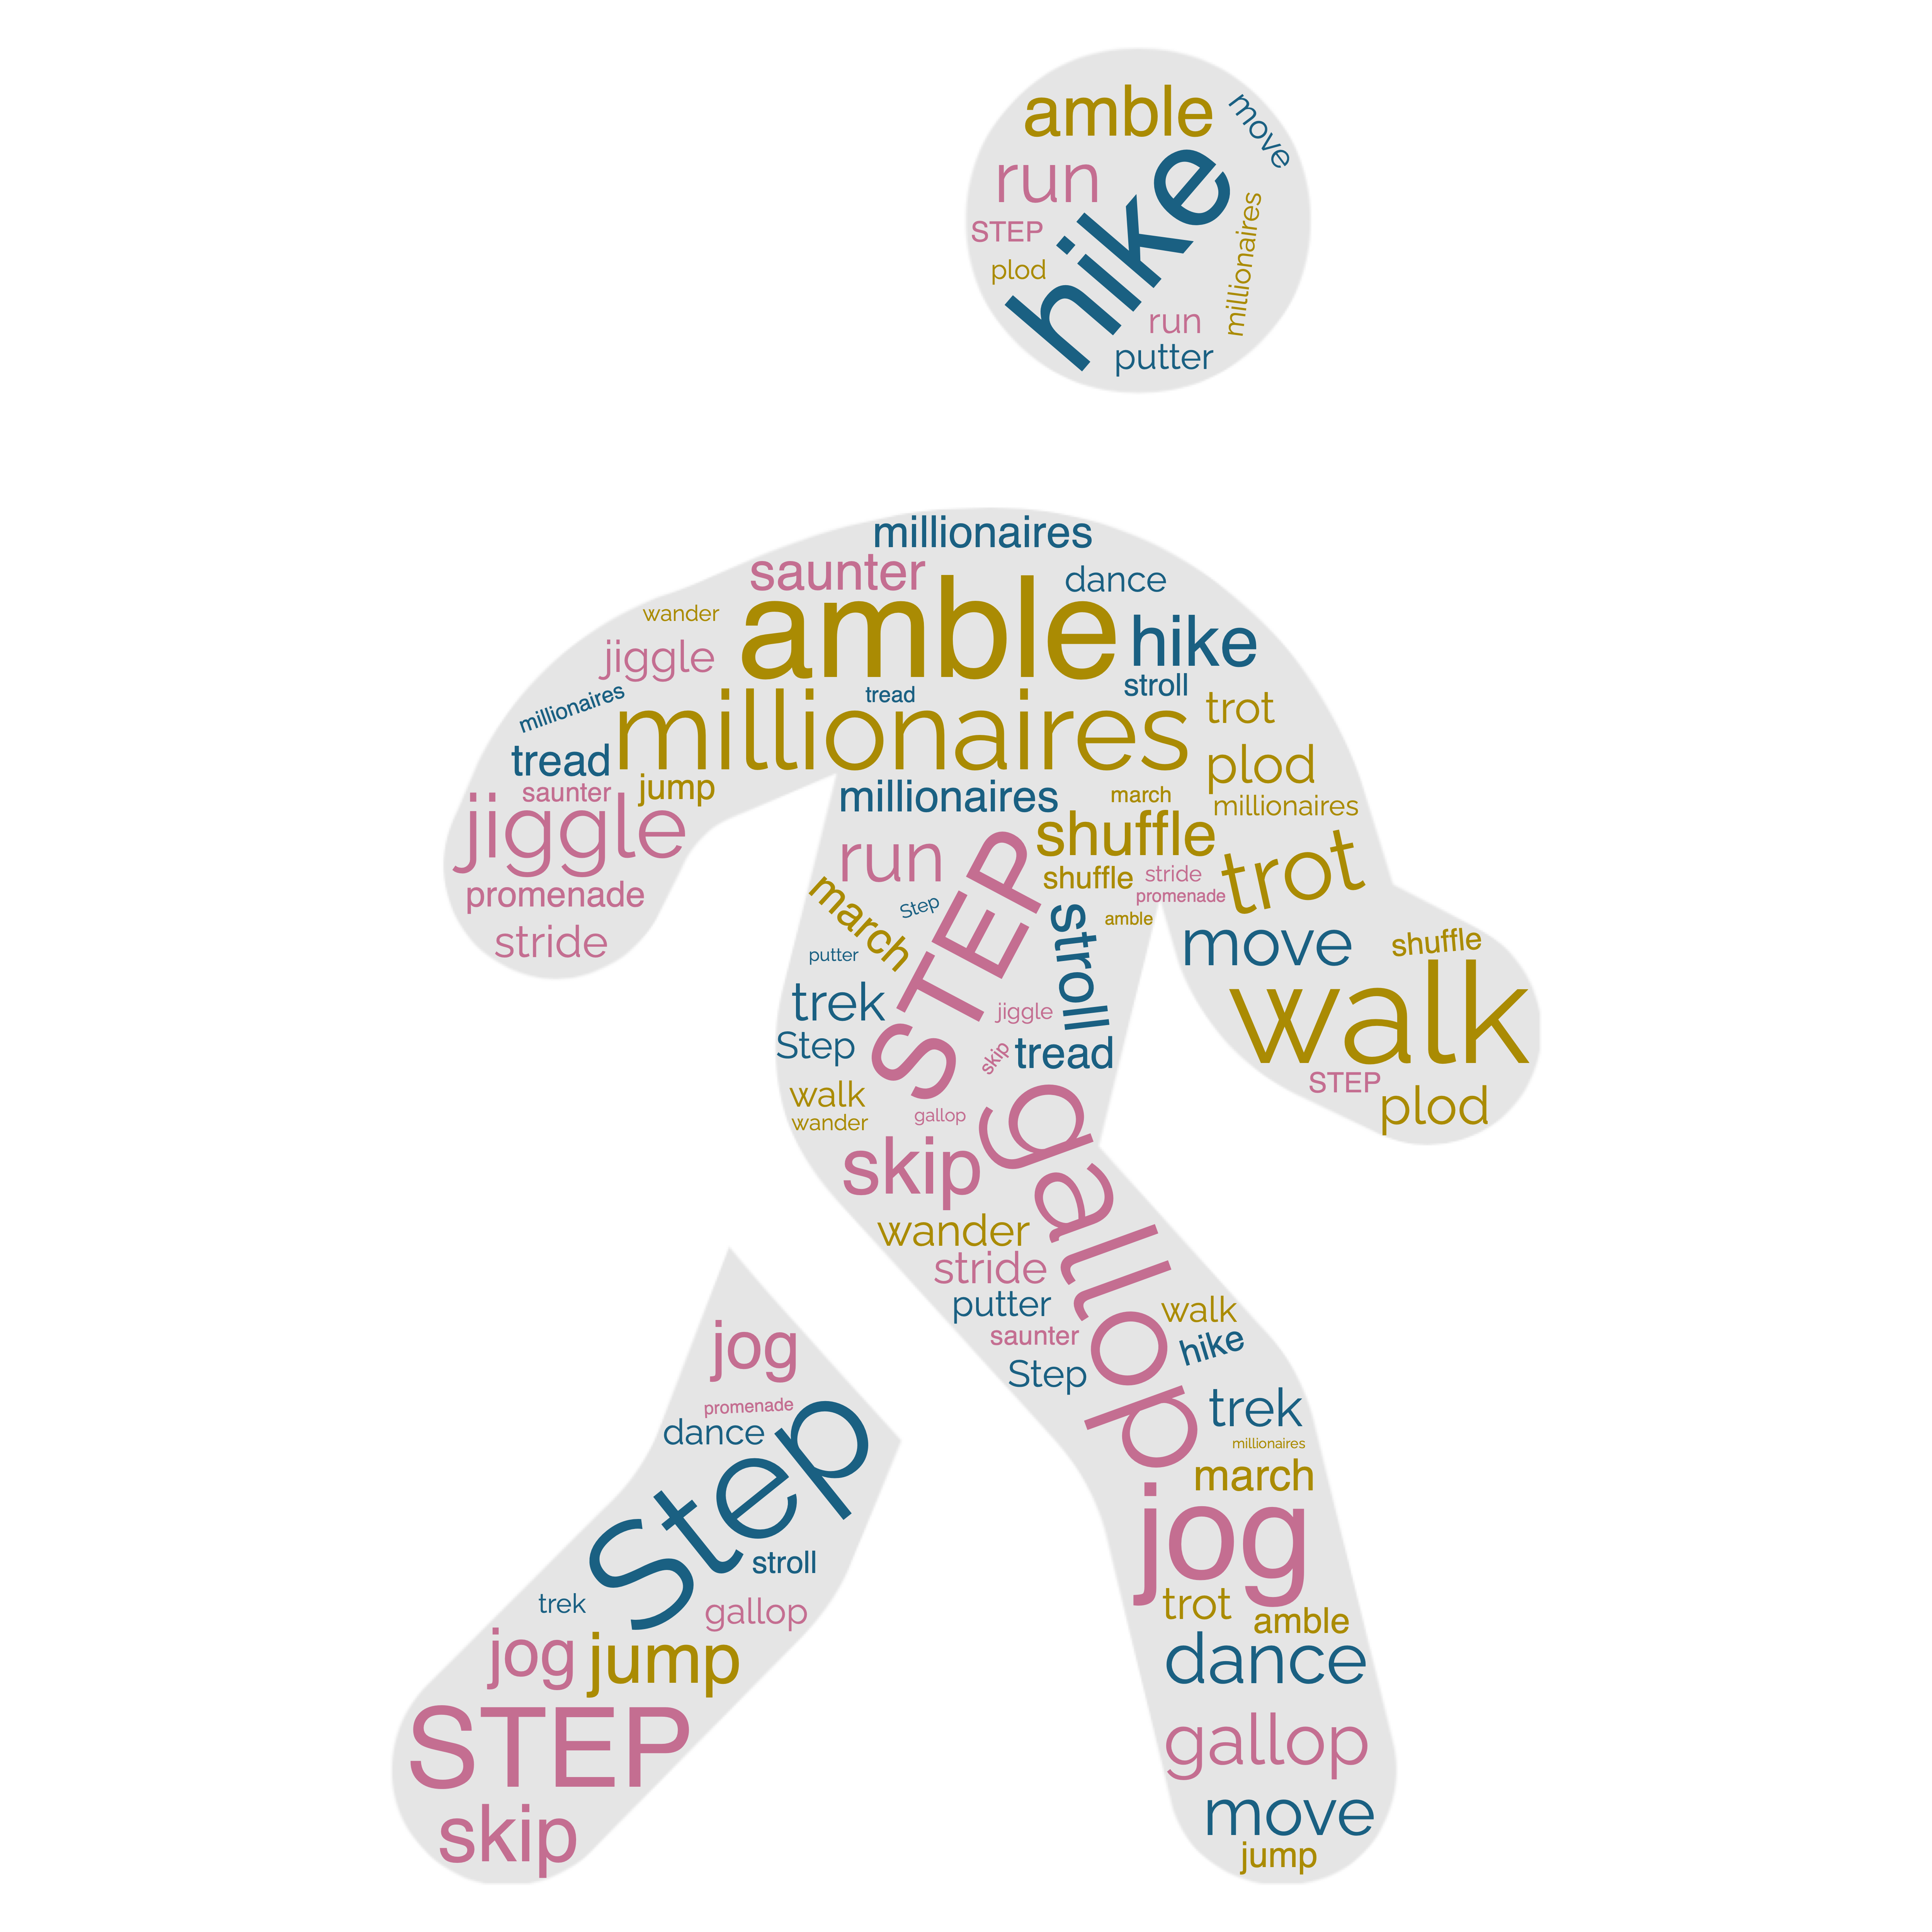 amble
move
run
hike
STEP
millionaires
plod
run
putter
millionaires
saunter
dance
wander
amble
hike
jiggle
stroll
millionaires
tread
trot
millionaires
tread
plod
saunter
jump
millionaires
march
millionaires
jiggle
shuffle
run
STEP
trot
shuffle
stride
promenade
promenade
march
Step
stroll
amble
stride
putter
move
shuffle
walk
trek
jiggle
Step
skip
tread
STEP
plod
walk
wander
gallop
gallop
skip
wander
stride
putter
walk
saunter
hike
Step
jog
promenade
dance
Step
trek
millionaires
march
jog
stroll
trek
gallop
trot
amble
jog
jump
dance
STEP
gallop
skip
move
jump